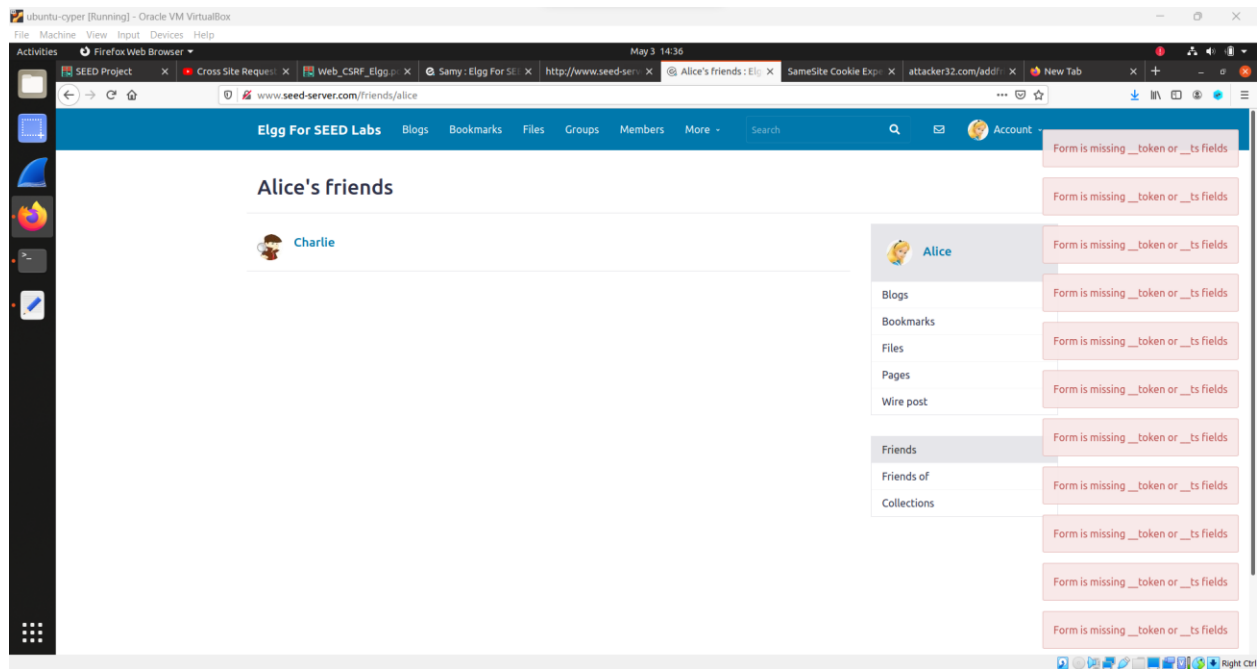 ubuntu-cyper [Running] - Oracle VM VirtualBox
File Machine View Input Devices Help
Activities Firefox Web Browser May 3 14:36
SEED Project Cross Site Reques Web_CSRF_Elgg.p Samy : Elgg For SE http://www.seed-serv Alice's friends : Elg SameSite Cookie Exp attacker32.com/addfr New Tab
www.seed-server.com/friends/alice
Elgg For SEED Labs Blogs Bookmarks Files Groups Members More Search Account
Form is missing __token or __ts fields
Alice's friends
Form is missing __token or __ts fields
Charlie
Alice
Form is missing __token or __ts fields
Blogs
Form is missing __token or __ts fields
Bookmarks
Files
Form is missing __token or __ts fields
Pages
Form is missing __token or __ts fields
Wire post
Form is missing __token or __ts fields
Friends
Friends of
Form is missing __token or __ts fields
Collections
Form is missing __token or __ts fields
Form is missing __token or __ts fields
Form is missing __token or __ts fields
Right Ctrl